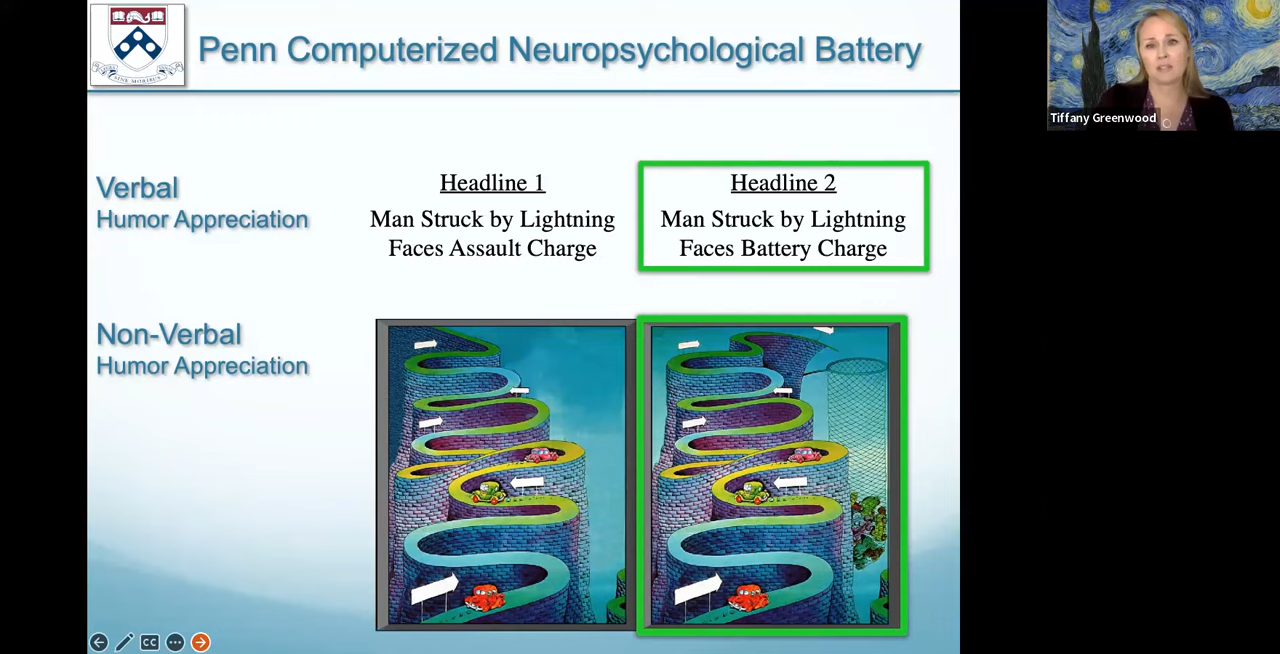 Penn Computerized Neuropsychological Battery
Tiffany Greenwood
Verbal
Humor Appreciation
Headline 1
Man Struck by Lightning
Faces Assault Charge
Headline 2
Man Struck by Lightning
Faces Battery Charge
Non-Verbal
Humor Appreciation
CC